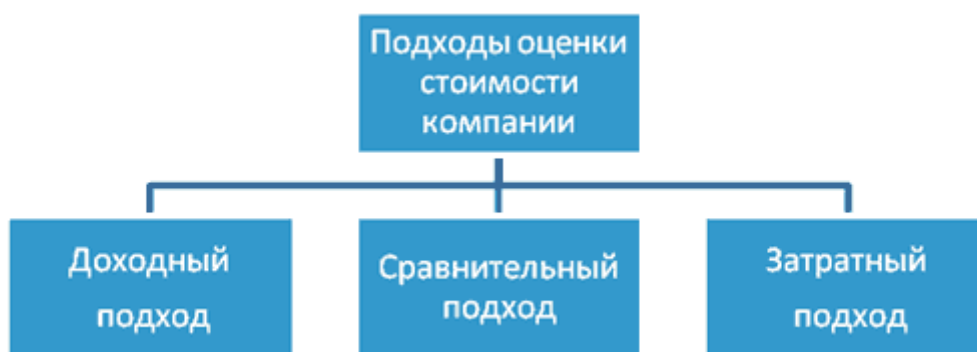 Подходы оценки
стоимости
компании
Доходный
подход
Сравнительный
подход
Затратный
подход